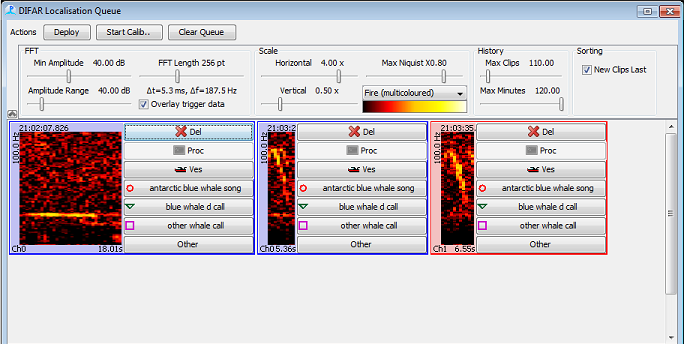 DIFAR Localisation Queue
Actions Deploy Start Calib.. Clear Queue
FFT Scale History Sorting
Min Amplitude 40.00 dB FFT Length 256 pt Horizontal 4.00 x Max Niquist X0.80 Max Clips 110.00 New Clips Last
Amplitude Range 40.00 dB Δt=5.3 ms, Δf=187.5 Hz Vertical 0.50 x Fire (multicoloured) Max Minutes 120.00
Overlay trigger data
21:02:07.826
100.0 Hz
Ch0 18.01s
Del
Proc
Ves
antarctic blue whale song
blue whale d call
other whale call
Other
21:03:2
100.0 Hz
Ch0 5.36s
Del
Proc
Ves
antarctic blue whale song
blue whale d call
other whale call
Other
21:03:35.
100.0 Hz
Ch1 6.55s
Del
Proc
Ves
antarctic blue whale song
blue whale d call
other whale call
Other